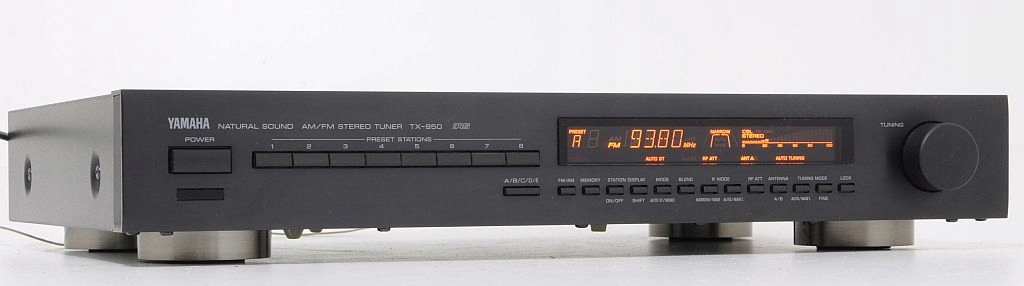 YAMAHA NATURAL SOUND AM/FM STEREO TUNER TX-950 RDS
POWER
PRESET STATIONS
1 2 3 4 5 6 7 8
A/B/C/D/E
PRESET
A
AM
FM
93.80 MHz
NARROW
DSL
STEREO
AUTO ST RF ATT ANT A AUTO TUNING
FM/AM MEMORY STATION DISPLAY MODE BLEND IF MODE RF ATT ANTENNA TUNING MODE LOCK
ON/OFF SHIFT AUTO ST/MONO NARROW/WIDE AUTO/MAN'L A/B AUTO/MAN'L FINE
TUNING